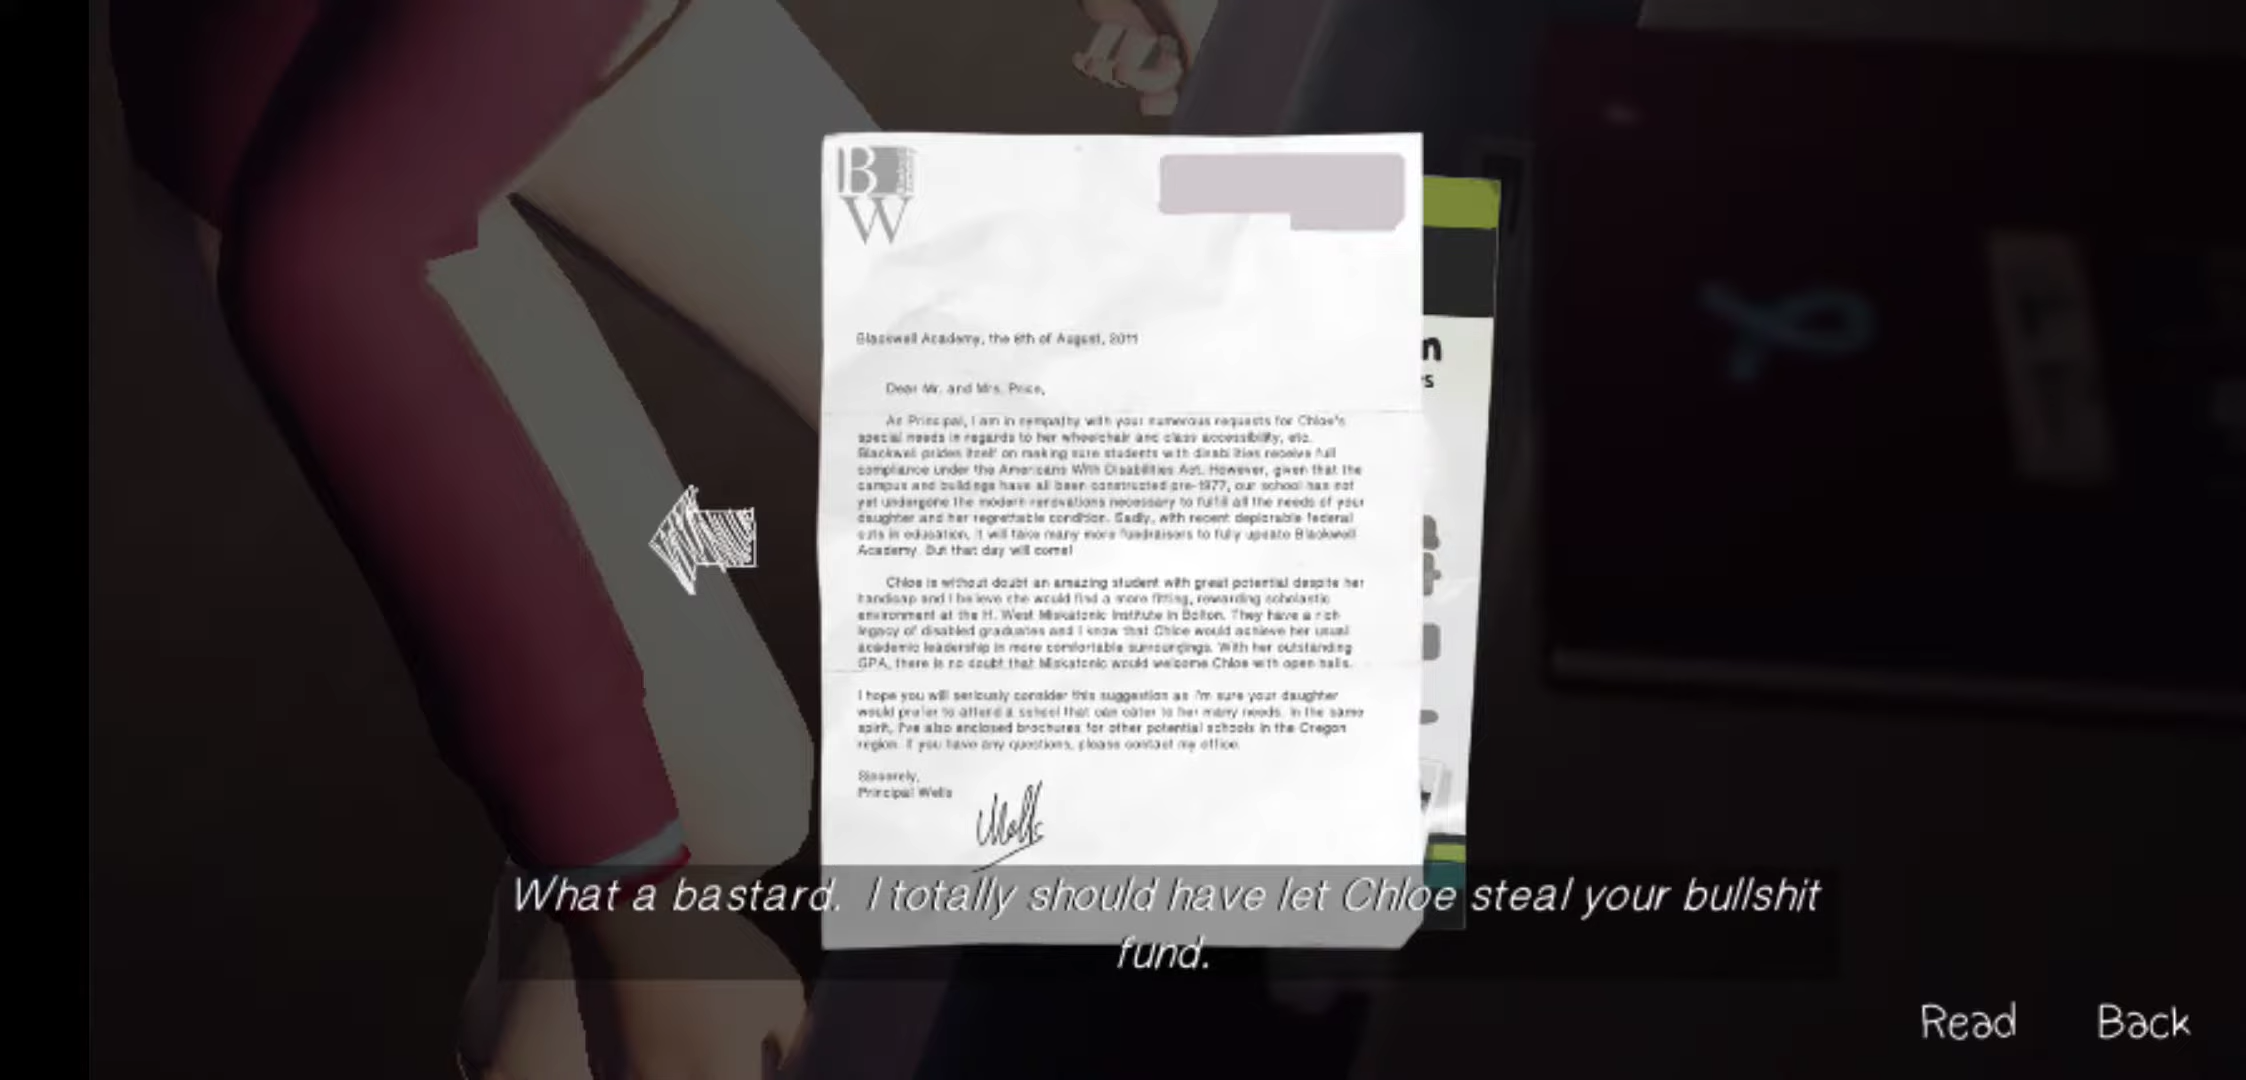 B
W
Blackwell Academy, the 6th of August, 2011
Dear Mr. and Mrs. Price,
As Principal, I am in sympathy with your numerous requests for Chloe's
special needs in regards to her wheelchair and class accessibility, etc.
Blackwell prides itself on making sure students with disabilities receive full
compliance under the Americans With Disabilities Act. However, given that the
campus and buildings have all been constructed pre-1977, our school has not
yet undergone the modern renovations necessary to fulfill all the needs of your
daughter and her regrettable condition. Sadly, with recent deplorable federal
cuts in education, it will take many more fundraisers to fully update Blackwell
Academy. But that day will come!
Chloe is without doubt an amazing student with great potential despite her
handicap and I believe she would find a more fitting, rewarding scholastic
environment at the H. West Miskatonic Institute in Bolton. They have a rich
legacy of disabled graduates and I know that Chloe would achieve her usual
academic leadership in more comfortable surroundings. With her outstanding
GPA, there is no doubt that Miskatonic would welcome Chloe with open halls.
I hope you will seriously consider this suggestion as I'm sure your daughter
would prefer to attend a school that can cater to her many needs. In the same
spirit, I've also enclosed brochures for other potential schools in the Oregon
region. If you have any questions, please contact my office.
Sincerely,
Principal Wells
Wells
n
rs
What a bastard. I totally should have let Chloe steal your bullshit
fund.
Read Back